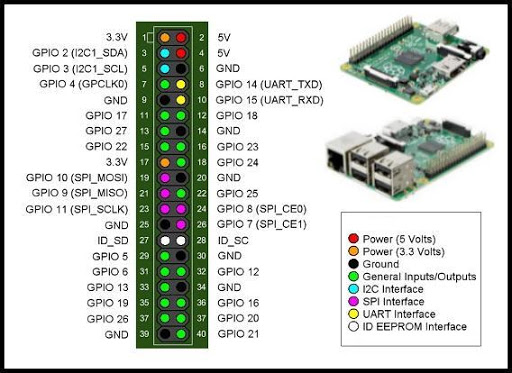 3.3V 1 2 5V
GPIO 2 (I2C1_SDA) 3 4 5V
GPIO 3 (I2C1_SCL) 5 6 GND
GPIO 4 (GPCLK0) 7 8 GPIO 14 (UART_TXD)
GND 9 10 GPIO 15 (UART_RXD)
GPIO 17 11 12 GPIO 18
GPIO 27 13 14 GND
GPIO 22 15 16 GPIO 23
3.3V 17 18 GPIO 24
GPIO 10 (SPI_MOSI) 19 20 GND
GPIO 9 (SPI_MISO) 21 22 GPIO 25
GPIO 11 (SPI_SCLK) 23 24 GPIO 8 (SPI_CE0)
GND 25 26 GPIO 7 (SPI_CE1)
ID_SD 27 28 ID_SC
GPIO 5 29 30 GND
GPIO 6 31 32 GPIO 12
GPIO 13 33 34 GND
GPIO 19 35 36 GPIO 16
GPIO 26 37 37 GPIO 20
GND 39 40 GPIO 21
Power (5 Volts)
Power (3.3 Volts)
Ground
General Inputs/Outputs
I2C Interface
SPI Interface
UART Interface
ID EEPROM Interface